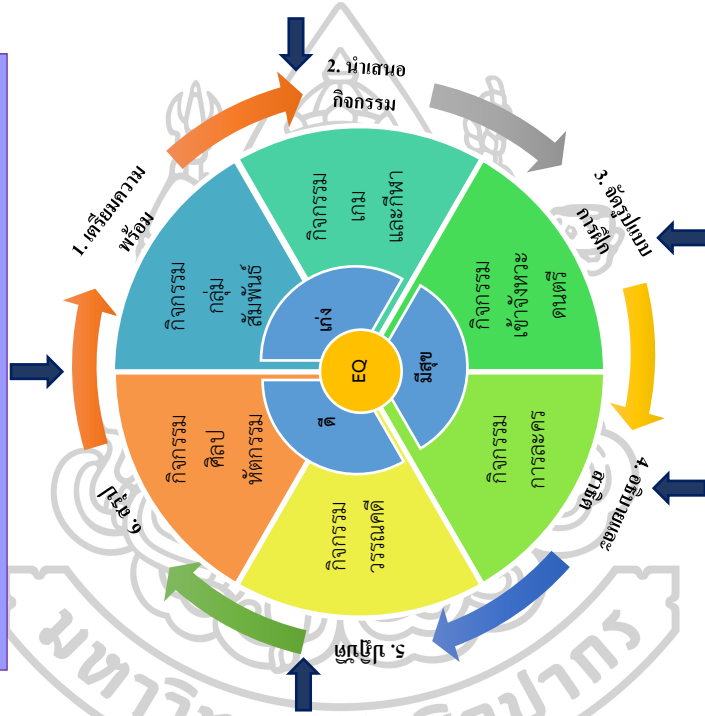 1. เตรียมความ
พร้อม
2. นำเสนอ
กิจกรรม
3. จัดรูปแบบ
การฝึก
4. อธิบายและ
สาธิต
5. ปฏิบัติ
6. สรุป
กิจกรรม
กลุ่ม
สัมพันธ์
กิจกรรม
เกม
และกีฬา
กิจกรรม
เข้าจังหวะ
ดนตรี
กิจกรรม
การละคร
กิจกรรม
วรรณคดี
กิจกรรม
ศิลป
หัตกรรม
เก่ง
มีสุข
ดี
EQ